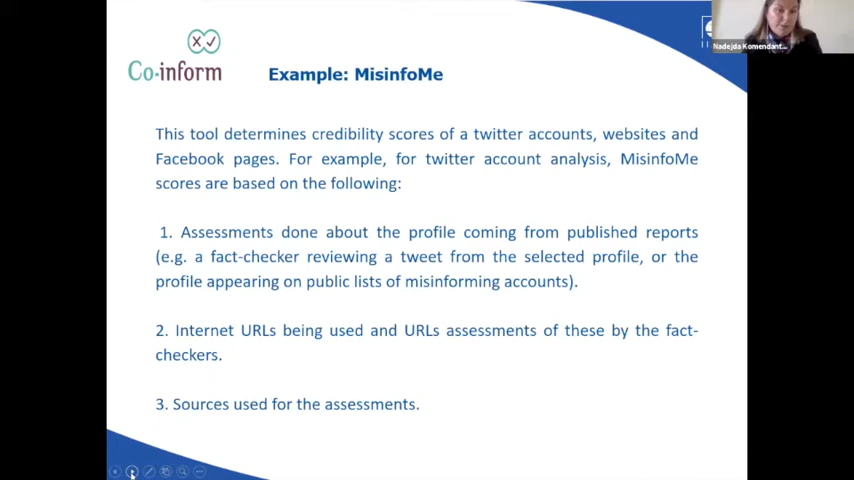 Co-inform
Example: MisinfoMe
Nadejda Komendant...
This tool determines credibility scores of a twitter accounts, websites and
Facebook pages. For example, for twitter account analysis, MisinfoMe
scores are based on the following:
1. Assessments done about the profile coming from published reports
(e.g. a fact-checker reviewing a tweet from the selected profile, or the
profile appearing on public lists of misinforming accounts).
2. Internet URLs being used and URLs assessments of these by the fact-
checkers.
3. Sources used for the assessments.